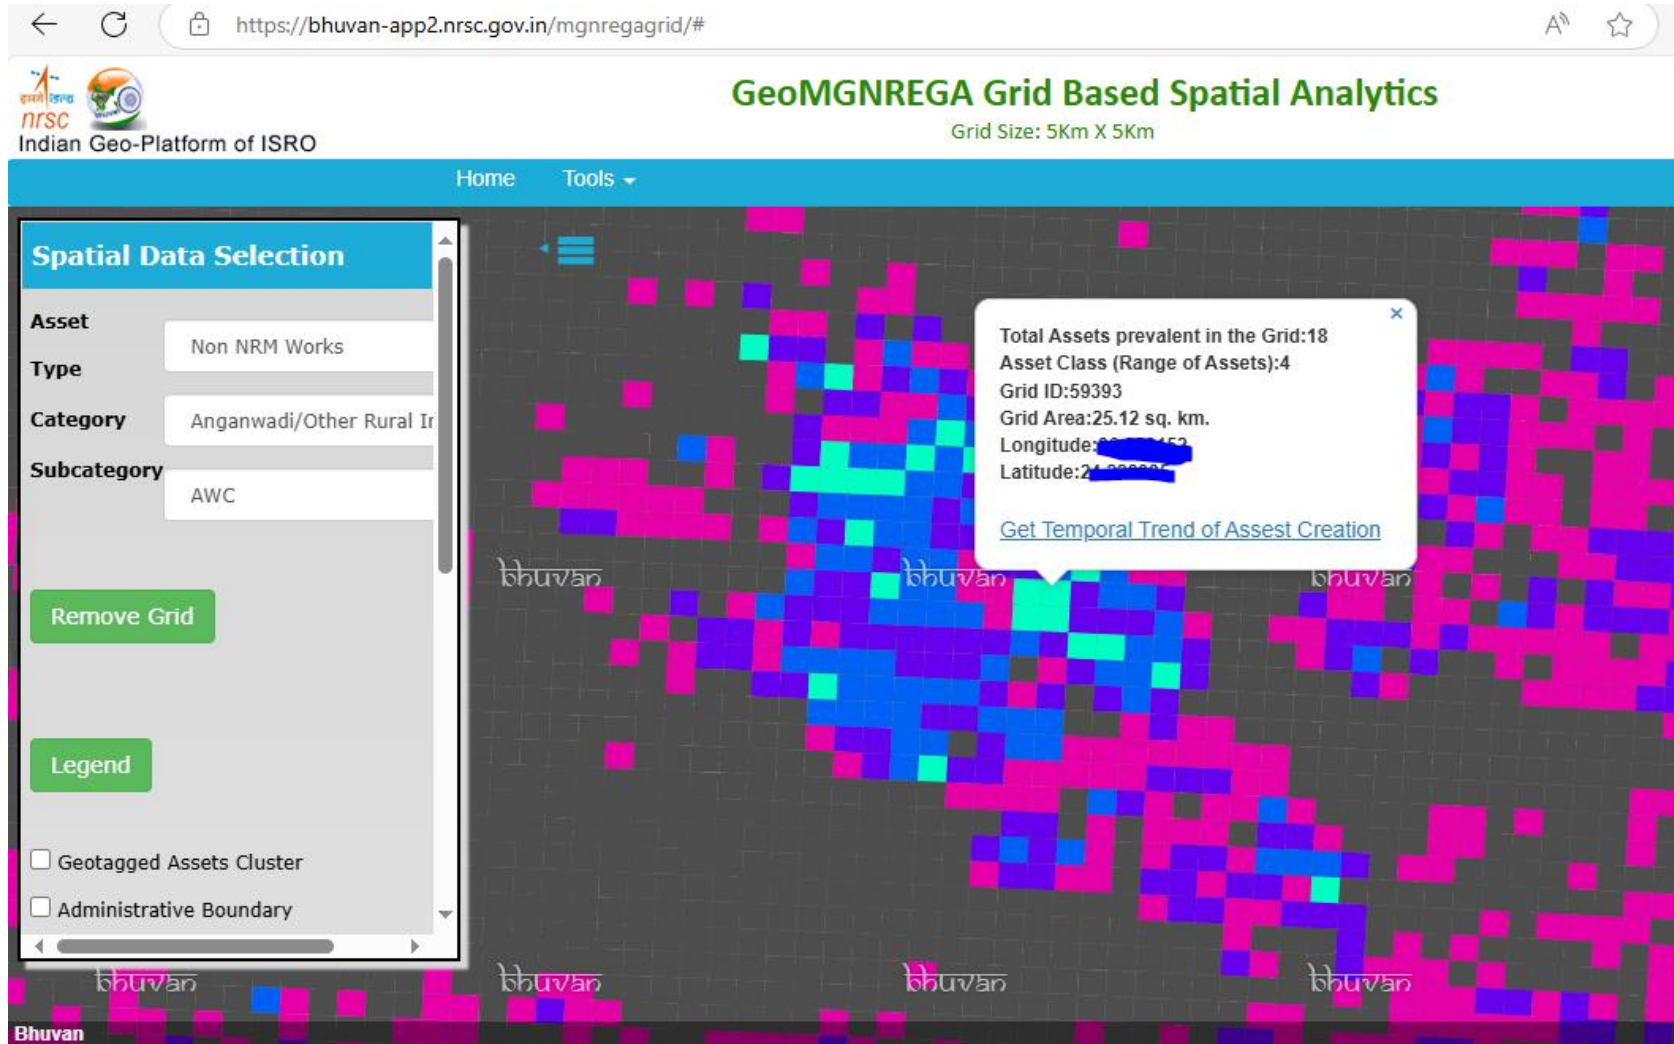 https://bhuvan-app2.nrsc.gov.in/mgnregagrid/#
nrsc
Indian Geo-Platform of ISRO
GeoMGNREGA Grid Based Spatial Analytics
Grid Size: 5Km X 5Km
Home Tools
Spatial Data Selection
Asset Type
Non NRM Works
Category
Anganwadi/Other Rural Ir
Subcategory
AWC
Remove Grid
Legend
Geotagged Assets Cluster
Administrative Boundary
Total Assets prevalent in the Grid:18
Asset Class (Range of Assets):4
Grid ID:59393
Grid Area:25.12 sq. km.
Longitude:
Latitude:
Get Temporal Trend of Assest Creation
bhuvan bhuvan bhuvan
bhuvan bhuvan bhuvan bhuvan
Bhuvan